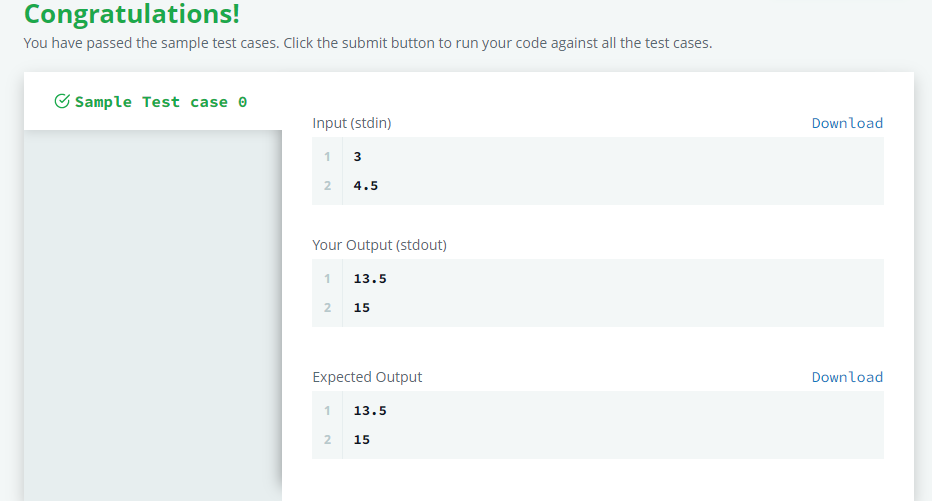 Congratulations!
You have passed the sample test cases. Click the submit button to run your code against all the test cases.
Sample Test case 0
Input (stdin)
Download
1 3
2 4.5
Your Output (stdout)
1 13.5
2 15
Expected Output
Download
1 13.5
2 15